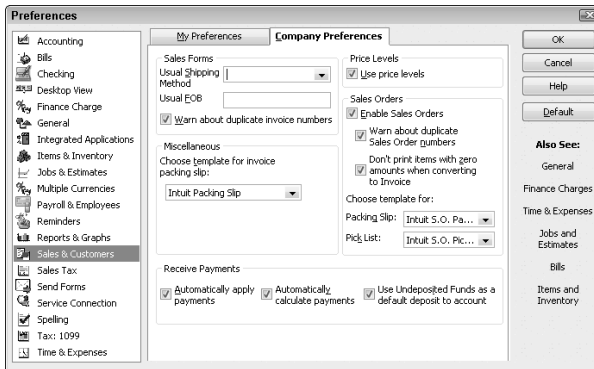 Preferences
Accounting
Bills
Checking
Desktop View
Finance Charge
General
Integrated Applications
Items & Inventory
Jobs & Estimates
Multiple Currencies
Payroll & Employees
Reminders
Reports & Graphs
Sales & Customers
Sales Tax
Send Forms
Service Connection
Spelling
Tax: 1099
Time & Expenses
My Preferences
Company Preferences
Sales Forms
Usual Shipping
Method
Usual FOB
Warn about duplicate invoice numbers
Miscellaneous
Choose template for invoice
packing slip:
Intuit Packing Slip
Price Levels
Use price levels
Sales Orders
Enable Sales Orders
Warn about duplicate
Sales Order numbers
Don't print items with zero
amounts when converting
to Invoice
Choose template for:
Packing Slip: Intuit S.O. Pa...
Pick List: Intuit S.O. Pic...
Receive Payments
Automatically apply
payments
Automatically
calculate payments
Use Undeposited Funds as a
default deposit to account
OK
Cancel
Help
Default
Also See:
General
Finance Charges
Time & Expenses
Jobs and
Estimates
Bills
Items and
Inventory